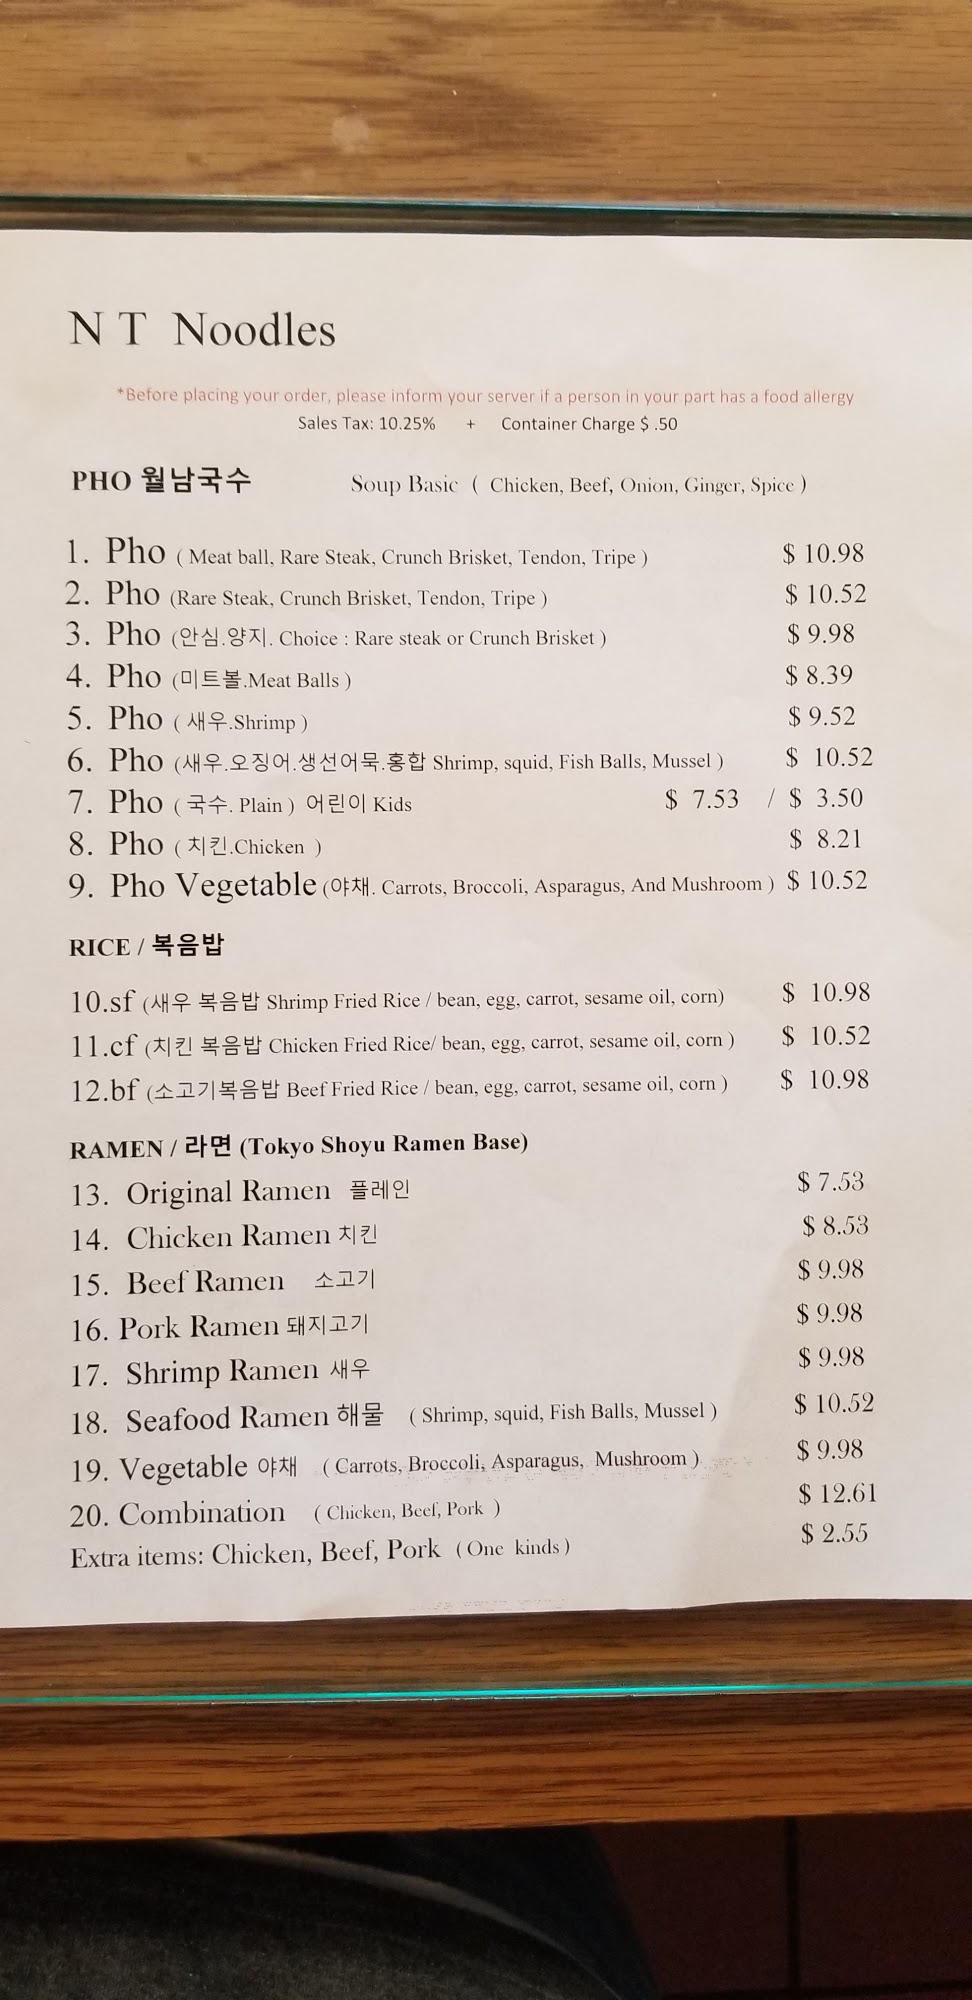 N T Noodles
*Before placing your order, please inform your server if a person in your part has a food allergy
Sales Tax: 10.25% + Container Charge $ .50
PHO 월남국수 Soup Basic ( Chicken, Beef, Onion, Ginger, Spice )
1. Pho ( Meat ball, Rare Steak, Crunch Brisket, Tendon, Tripe ) $ 10.98
2. Pho (Rare Steak, Crunch Brisket, Tendon, Tripe ) $ 10.52
3. Pho (안심.양지. Choice : Rare steak or Crunch Brisket ) $ 9.98
4. Pho (미트볼.Meat Balls ) $ 8.39
5. Pho ( 새우.Shrimp ) $ 9.52
6. Pho (새우.오징어.생선어묵.홍합 Shrimp, squid, Fish Balls, Mussel ) $ 10.52
7. Pho ( 국수. Plain ) 어린이 Kids $ 7.53 / $ 3.50
8. Pho ( 치킨.Chicken ) $ 8.21
9. Pho Vegetable (야채. Carrots, Broccoli, Asparagus, And Mushroom ) $ 10.52
RICE / 복음밥
10.sf (새우 복음밥 Shrimp Fried Rice / bean, egg, carrot, sesame oil, corn) $ 10.98
11.cf (치킨 복음밥 Chicken Fried Rice/ bean, egg, carrot, sesame oil, corn ) $ 10.52
12.bf (소고기복음밥 Beef Fried Rice / bean, egg, carrot, sesame oil, corn ) $ 10.98
RAMEN / 라면 (Tokyo Shoyu Ramen Base)
13. Original Ramen 플레인 $ 7.53
14. Chicken Ramen 치킨 $ 8.53
15. Beef Ramen 소고기 $ 9.98
16. Pork Ramen 돼지고기 $ 9.98
17. Shrimp Ramen 새우 $ 9.98
18. Seafood Ramen 해물 ( Shrimp, squid, Fish Balls, Mussel ) $ 10.52
19. Vegetable 야채 ( Carrots, Broccoli, Asparagus, Mushroom ) $ 9.98
20. Combination ( Chicken, Beef, Pork ) $ 12.61
Extra items: Chicken, Beef, Pork ( One kinds ) $ 2.55